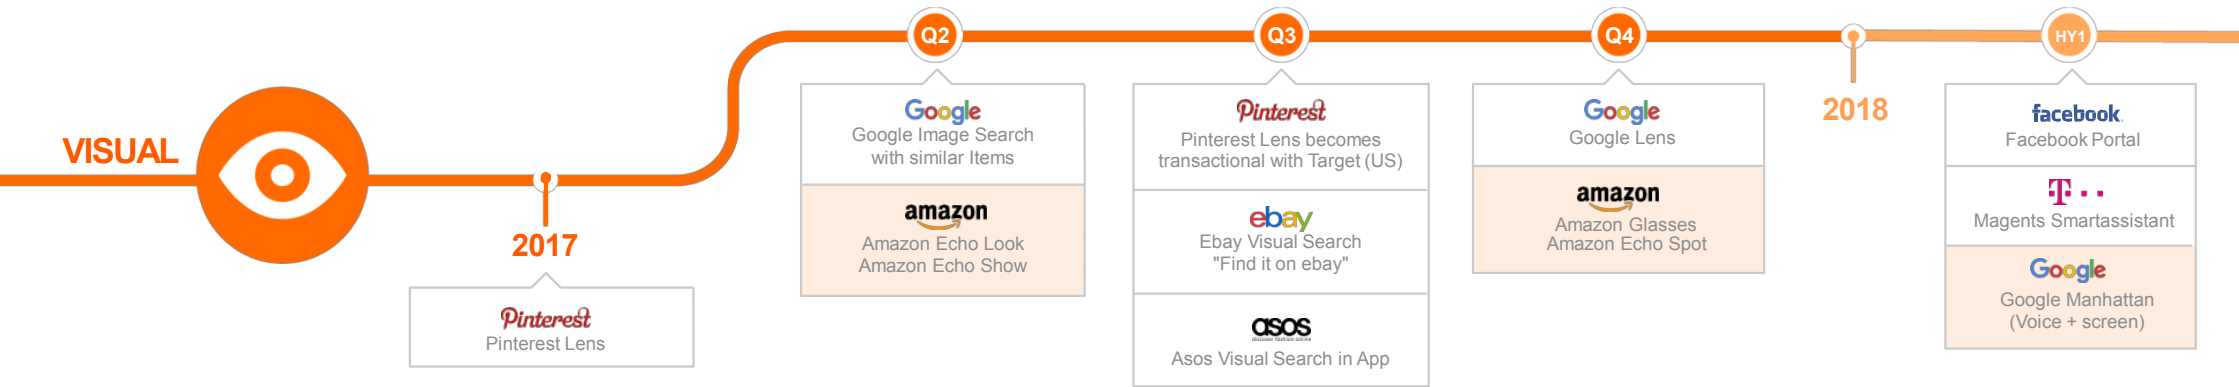 VISUAL
2017
Pinterest
Pinterest Lens
Q2
Google
Google Image Search
with similar Items
amazon
Amazon Echo Look
Amazon Echo Show
Q3
Pinterest
Pinterest Lens becomes
transactional with Target (US)
ebay
Ebay Visual Search
"Find it on ebay"
asos
discover fashion online
Asos Visual Search in App
Q4
Google
Google Lens
amazon
Amazon Glasses
Amazon Echo Spot
2018
HY1
facebook.
Facebook Portal
T
Magents Smartassistant
Google
Google Manhattan
(Voice + screen)